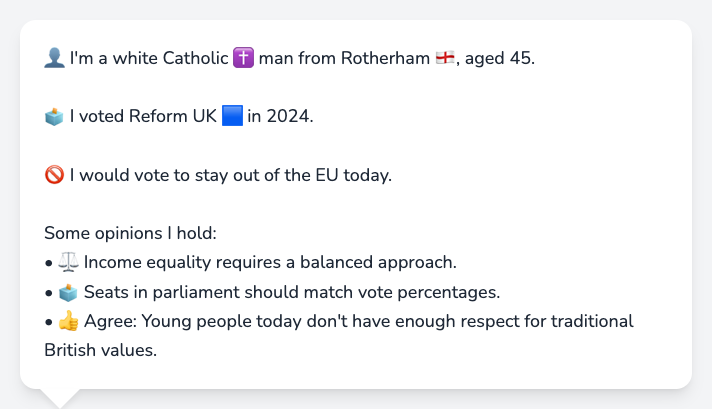 👤 I'm a white Catholic ✝️ man from Rotherham 🏴󠁧󠁢󠁥󠁮󠁧󠁿, aged 45.
🗳️ I voted Reform UK 🟦 in 2024.
🚫 I would vote to stay out of the EU today.
Some opinions I hold:
• ⚖️ Income equality requires a balanced approach.
• 🗳️ Seats in parliament should match vote percentages.
• 👍 Agree: Young people today don't have enough respect for traditional
British values.